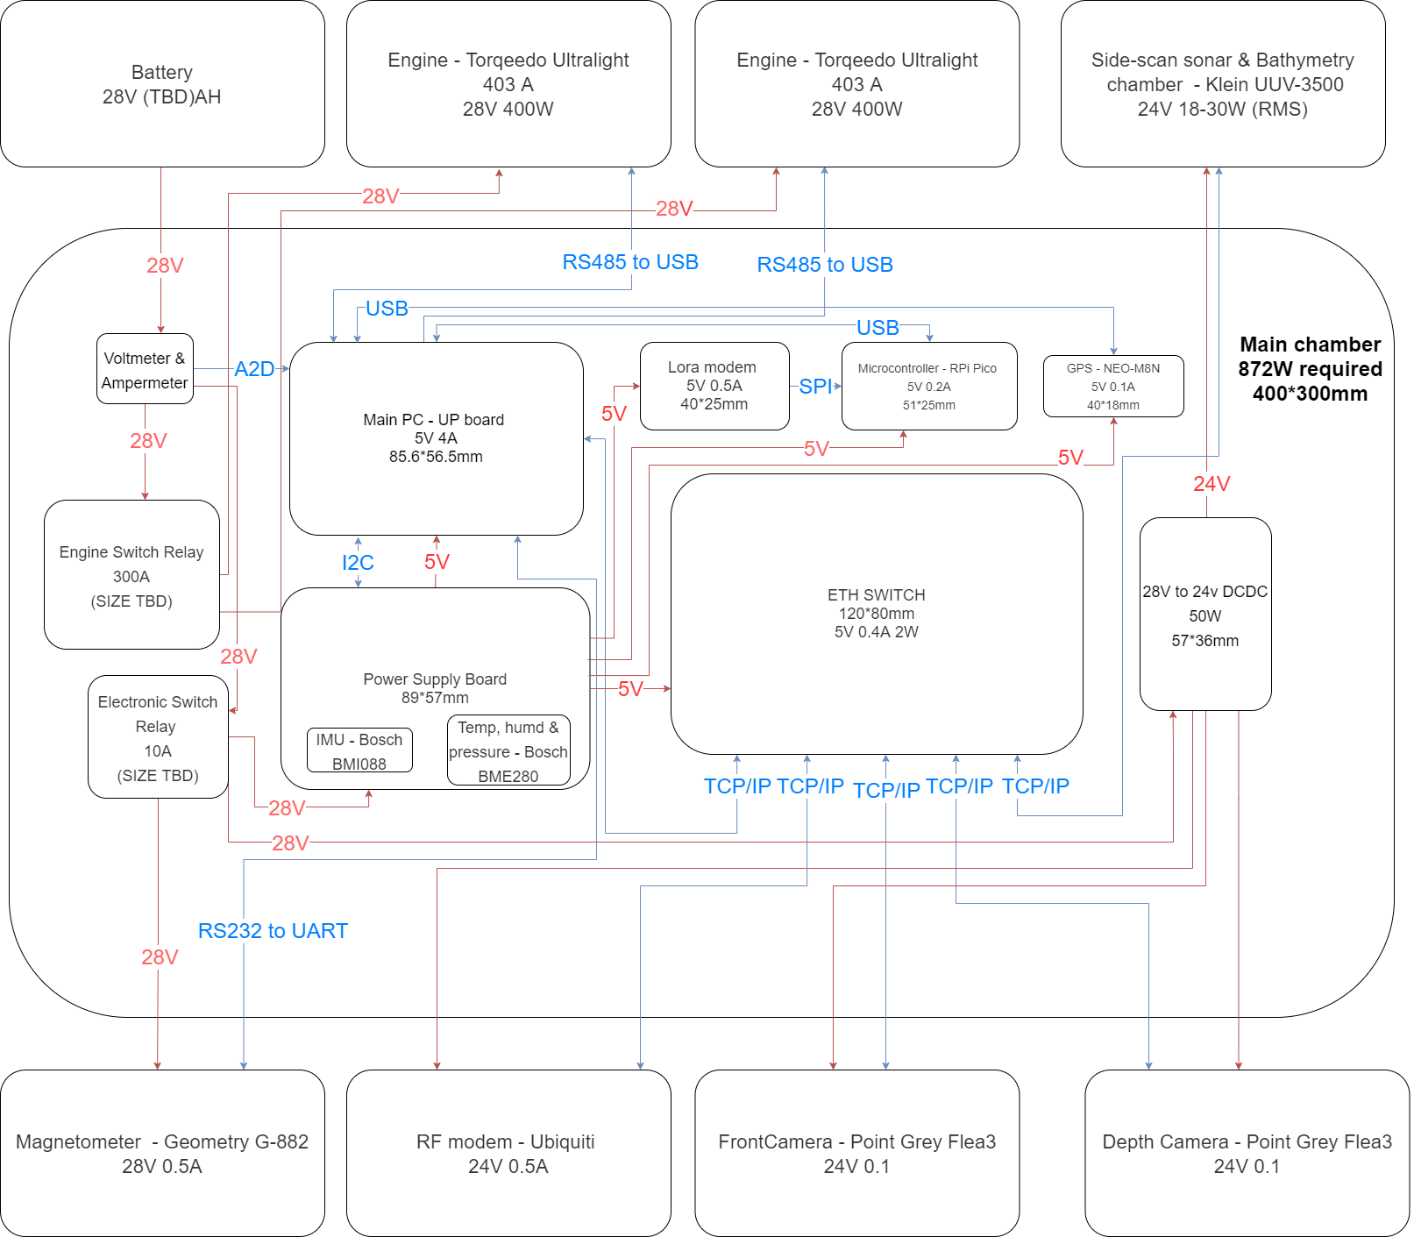 Battery
28V (TBD)AH
Engine - Torqeedo Ultralight
403 A
28V 400W
Engine - Torqeedo Ultralight
403 A
28V 400W
Side-scan sonar & Bathymetry
chamber - Klein UUV-3500
24V 18-30W (RMS)
28V
28V
28V
RS485 to USB
RS485 to USB
USB
USB
Main chamber
872W required
400*300mm
Voltmeter &
Ampermeter
A2D
Main PC - UP board
5V 4A
85.6*56.5mm
Lora modem
5V 0.5A
40*25mm
SPI
Microcontroller - RPi Pico
5V 0.2A
51*25mm
GPS - NEO-M8N
5V 0.1A
40*18mm
28V
5V
5V
5V
24V
Engine Switch Relay
300A
(SIZE TBD)
I2C
5V
ETH SWITCH
120*80mm
5V 0.4A 2W
28V to 24v DCDC
50W
57*36mm
28V
Power Supply Board
89*57mm
5V
Electronic Switch
Relay
10A
(SIZE TBD)
IMU - Bosch
BMI088
Temp, humd &
pressure - Bosch
BME280
TCP/IP
TCP/IP
TCP/IP
TCP/IP
TCP/IP
28V
28V
RS232 to UART
28V
Magnetometer - Geometry G-882
28V 0.5A
RF modem - Ubiquiti
24V 0.5A
FrontCamera - Point Grey Flea3
24V 0.1
Depth Camera - Point Grey Flea3
24V 0.1